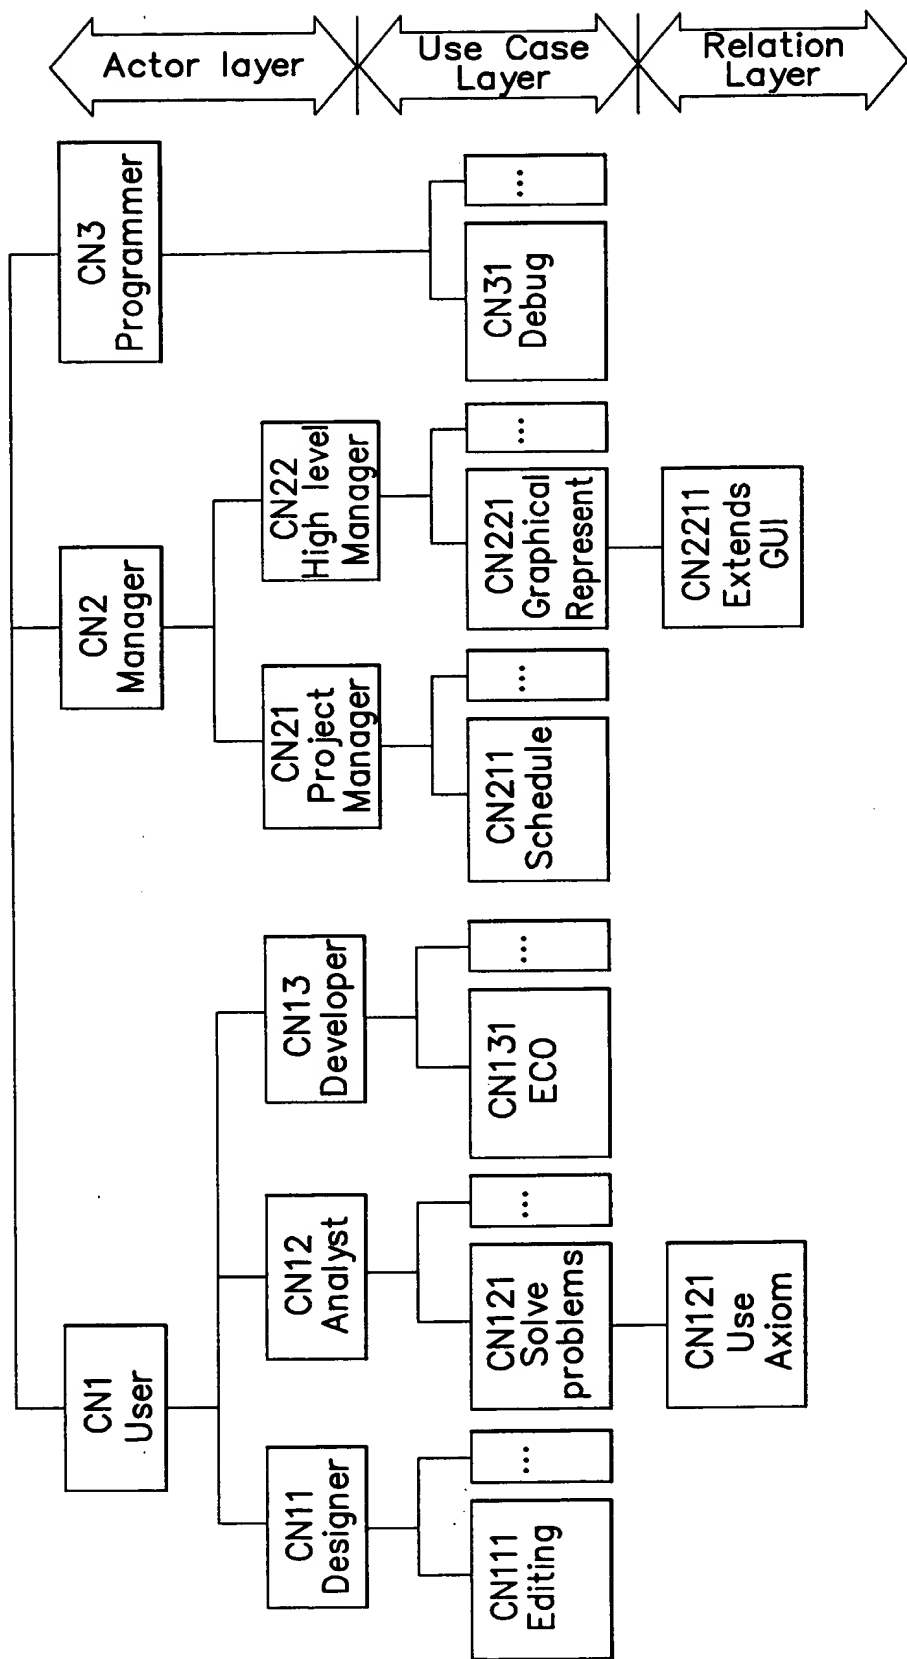 Actor layer
Use Case
Layer
Relation
Layer
CN1
User
CN2
Manager
CN3
Programmer
CN11
Designer
CN12
Analyst
CN13
Developer
CN21
Project
Manager
CN22
High level
Manager
CN111
Editing
...
CN121
Solve
problems
...
CN131
ECO
...
CN211
Schedule
...
CN221
Graphical
Represent
...
CN31
Debug
...
CN121
Use
Axiom
CN2211
Extends
GUI